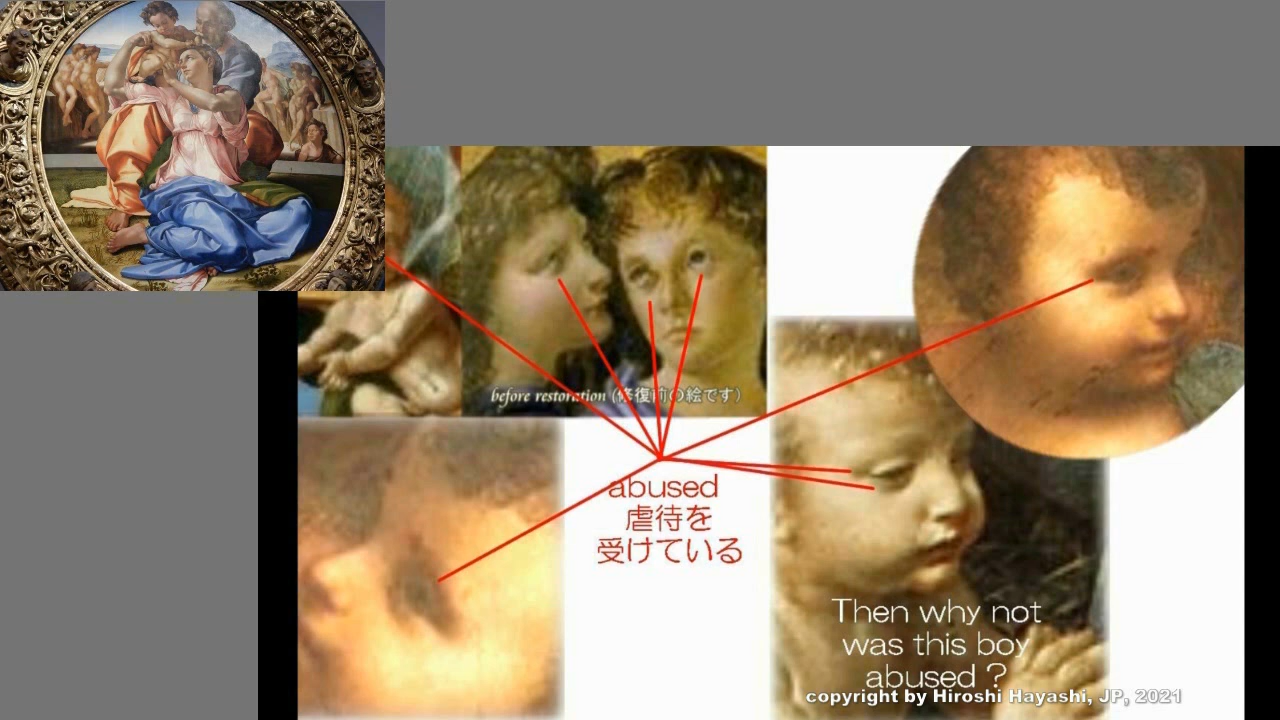 before restoration (修復前の絵です)
abused
虐待を
受けている
Then why not
was this boy
abused ?
copyright by Hiroshi Hayashi, JP, 2021